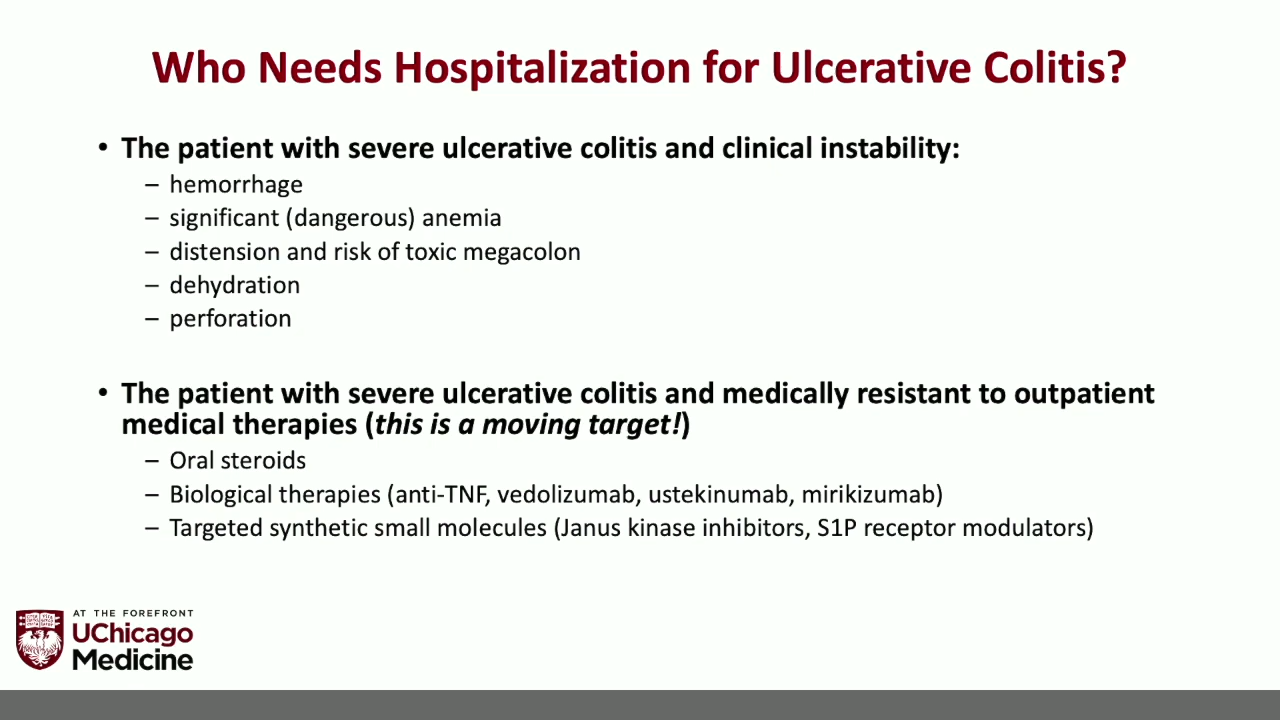 Who Needs Hospitalization for Ulcerative Colitis?
• The patient with severe ulcerative colitis and clinical instability:
– hemorrhage
– significant (dangerous) anemia
– distension and risk of toxic megacolon
– dehydration
– perforation
• The patient with severe ulcerative colitis and medically resistant to outpatient
medical therapies (this is a moving target!)
– Oral steroids
– Biological therapies (anti-TNF, vedolizumab, ustekinumab, mirikizumab)
– Targeted synthetic small molecules (Janus kinase inhibitors, S1P receptor modulators)
AT THE FOREFRONT
UChicago
Medicine